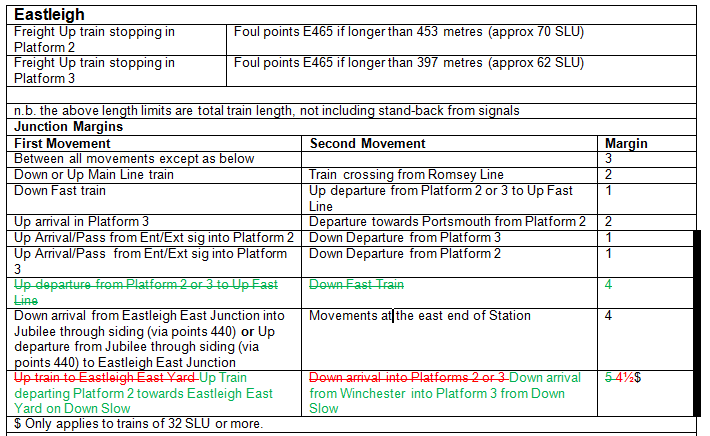 Eastleigh
Freight Up train stopping in Foul points E465 if longer than 453 metres (approx 70 SLU)
Platform 2
Freight Up train stopping in Foul points E465 if longer than 397 metres (approx 62 SLU)
Platform 3
n.b. the above length limits are total train length, not including stand-back from signals
Junction Margins
First Movement Second Movement Margin
Between all movements except as below 3
Down or Up Main Line train Train crossing from Romsey Line 2
Down Fast train Up departure from Platform 2 or 3 to Up Fast 1
Line
Up arrival in Platform 3 Departure towards Portsmouth from Platform 2 2
Up Arrival/Pass from Ent/Ext sig into Platform 2 Down Departure from Platform 3 1
Up Arrival/Pass from Ent/Ext sig into Platform Down Departure from Platform 2 1
3
Up departure from Platform 2 or 3 to Up Fast Down Fast Train 4
Line
Down arrival from Eastleigh East Junction into Movements at the east end of Station 4
Jubilee through siding (via points 440) or Up
departure from Jubilee through siding (via
points 440) to Eastleigh East Junction
Up train to Eastleigh East Yard Up Train Down arrival into Platforms 2 or 3 Down arrival 5 4½$
departing Platform 2 towards Eastleigh East from Winchester into Platform 3 from Down
Yard on Down Slow Slow
$ Only applies to trains of 32 SLU or more.